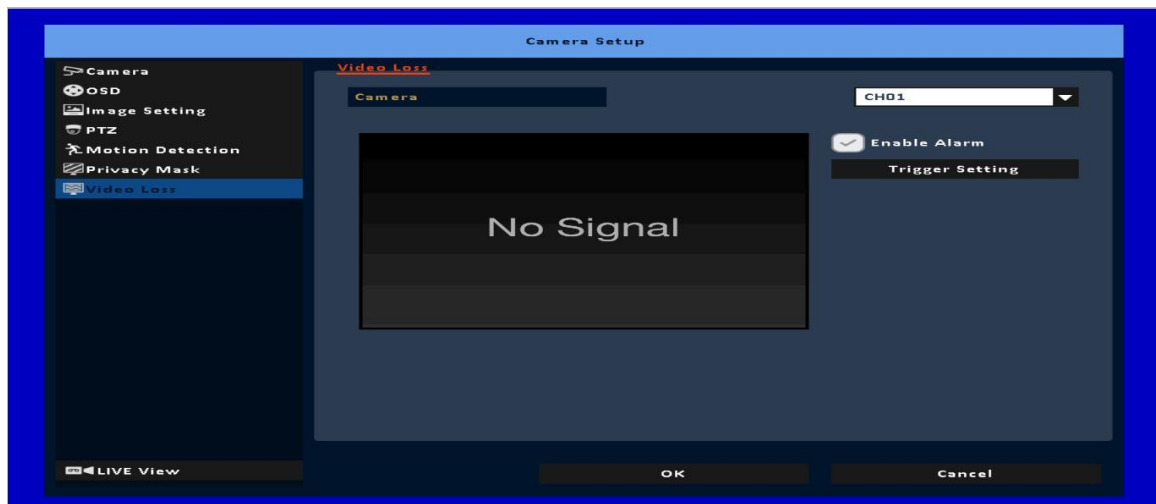 Camera Setup
Camera
OSD
Image Setting
PTZ
Motion Detection
Privacy Mask
Video Loss
LIVE View
Video Loss
Camera
CH01
No Signal
Enable Alarm
Trigger Setting
OK
Cancel